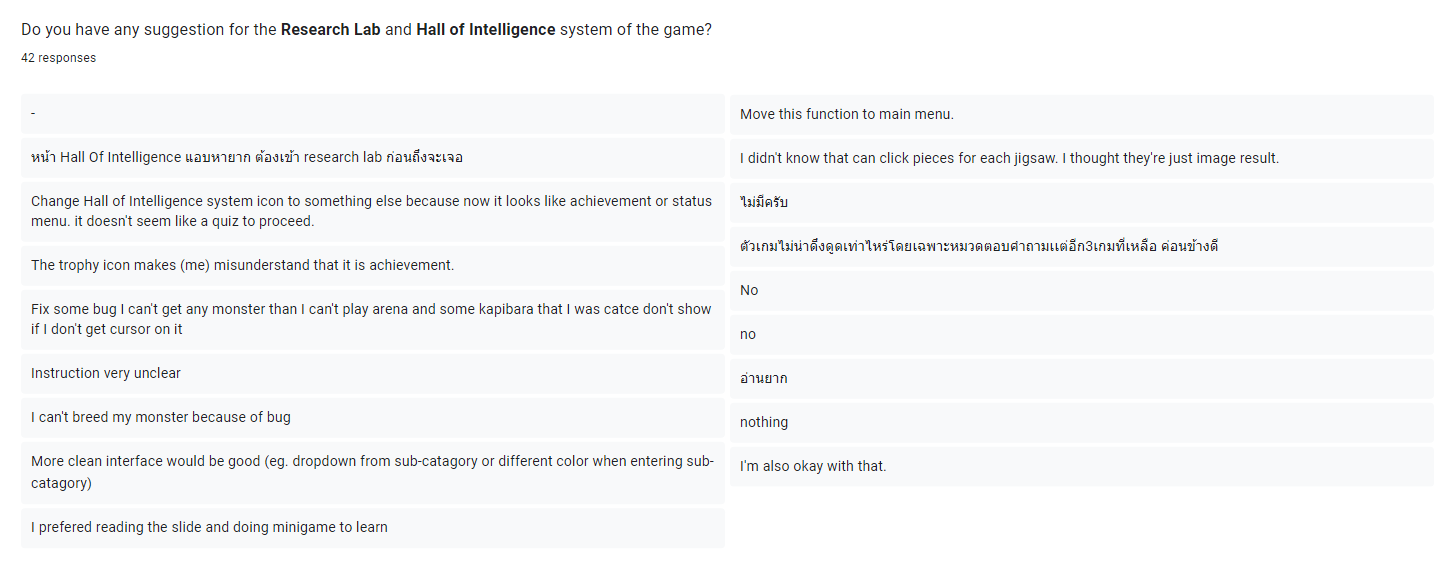 Do you have any suggestion for the Research Lab and Hall of Intelligence system of the game?
42 responses
-
หน้า Hall Of Intelligence แอบหายาก ต้องเข้า research lab ก่อนถึงจะเจอ
Change Hall of Intelligence system icon to something else because now it looks like achievement or status
menu. it doesn't seem like a quiz to proceed.
The trophy icon makes (me) misunderstand that it is achievement.
Fix some bug I can't get any monster than I can't play arena and some kapibara that I was catce don't show
if I don't get cursor on it
Instruction very unclear
I can't breed my monster because of bug
More clean interface would be good (eg. dropdown from sub-catagory or different color when entering sub-
catagory)
I prefered reading the slide and doing minigame to learn
Move this function to main menu.
I didn't know that can click pieces for each jigsaw. I thought they're just image result.
ไม่มีครับ
ตัวเกมไม่น่าดึงดูดเท่าไหร่โดยเฉพาะหมวดตอบคำถามแต่อีก3เกมที่เหลือ ค่อนข้างดี
No
no
อ่านยาก
nothing
I'm also okay with that.